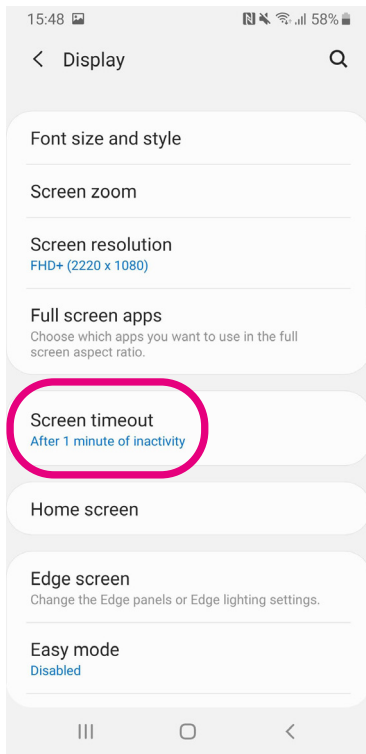 15:48 58%
Display
Font size and style
Screen zoom
Screen resolution
FHD+ (2220 x 1080)
Full screen apps
Choose which apps you want to use in the full
screen aspect ratio.
Screen timeout
After 1 minute of inactivity
Home screen
Edge screen
Change the Edge panels or Edge lighting settings.
Easy mode
Disabled